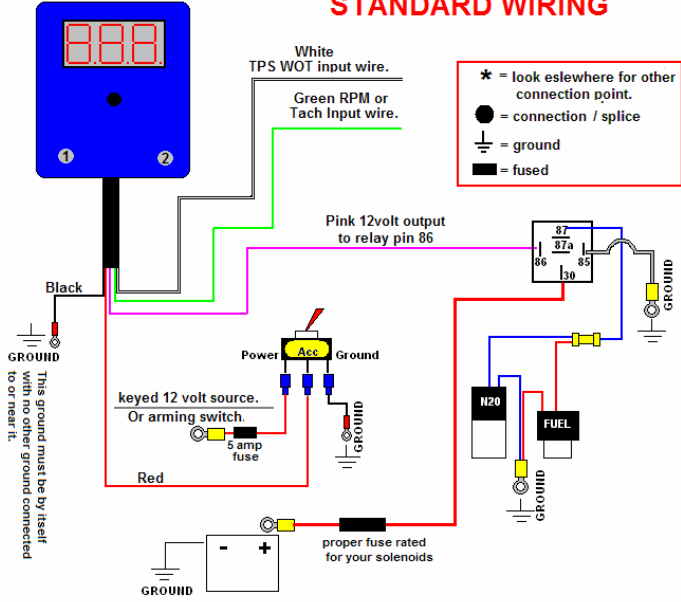 STANDARD WIRING
8.8.8.
1
2
White
TPS WOT input wire.
Green RPM or
Tach Input wire.
* = look eslewhere for other
connection point.
= connection / splice
= ground
= fused
Pink 12volt output
to relay pin 86
87
87a
86
85
30
GROUND
Black
GROUND
This ground must be by itself
with no other ground connected
to or near it.
Power
Acc
Ground
keyed 12 volt source.
Or arming switch.
5 amp
fuse
GROUND
Red
N20
FUEL
GROUND
- +
proper fuse rated
for your solenoids
GROUND